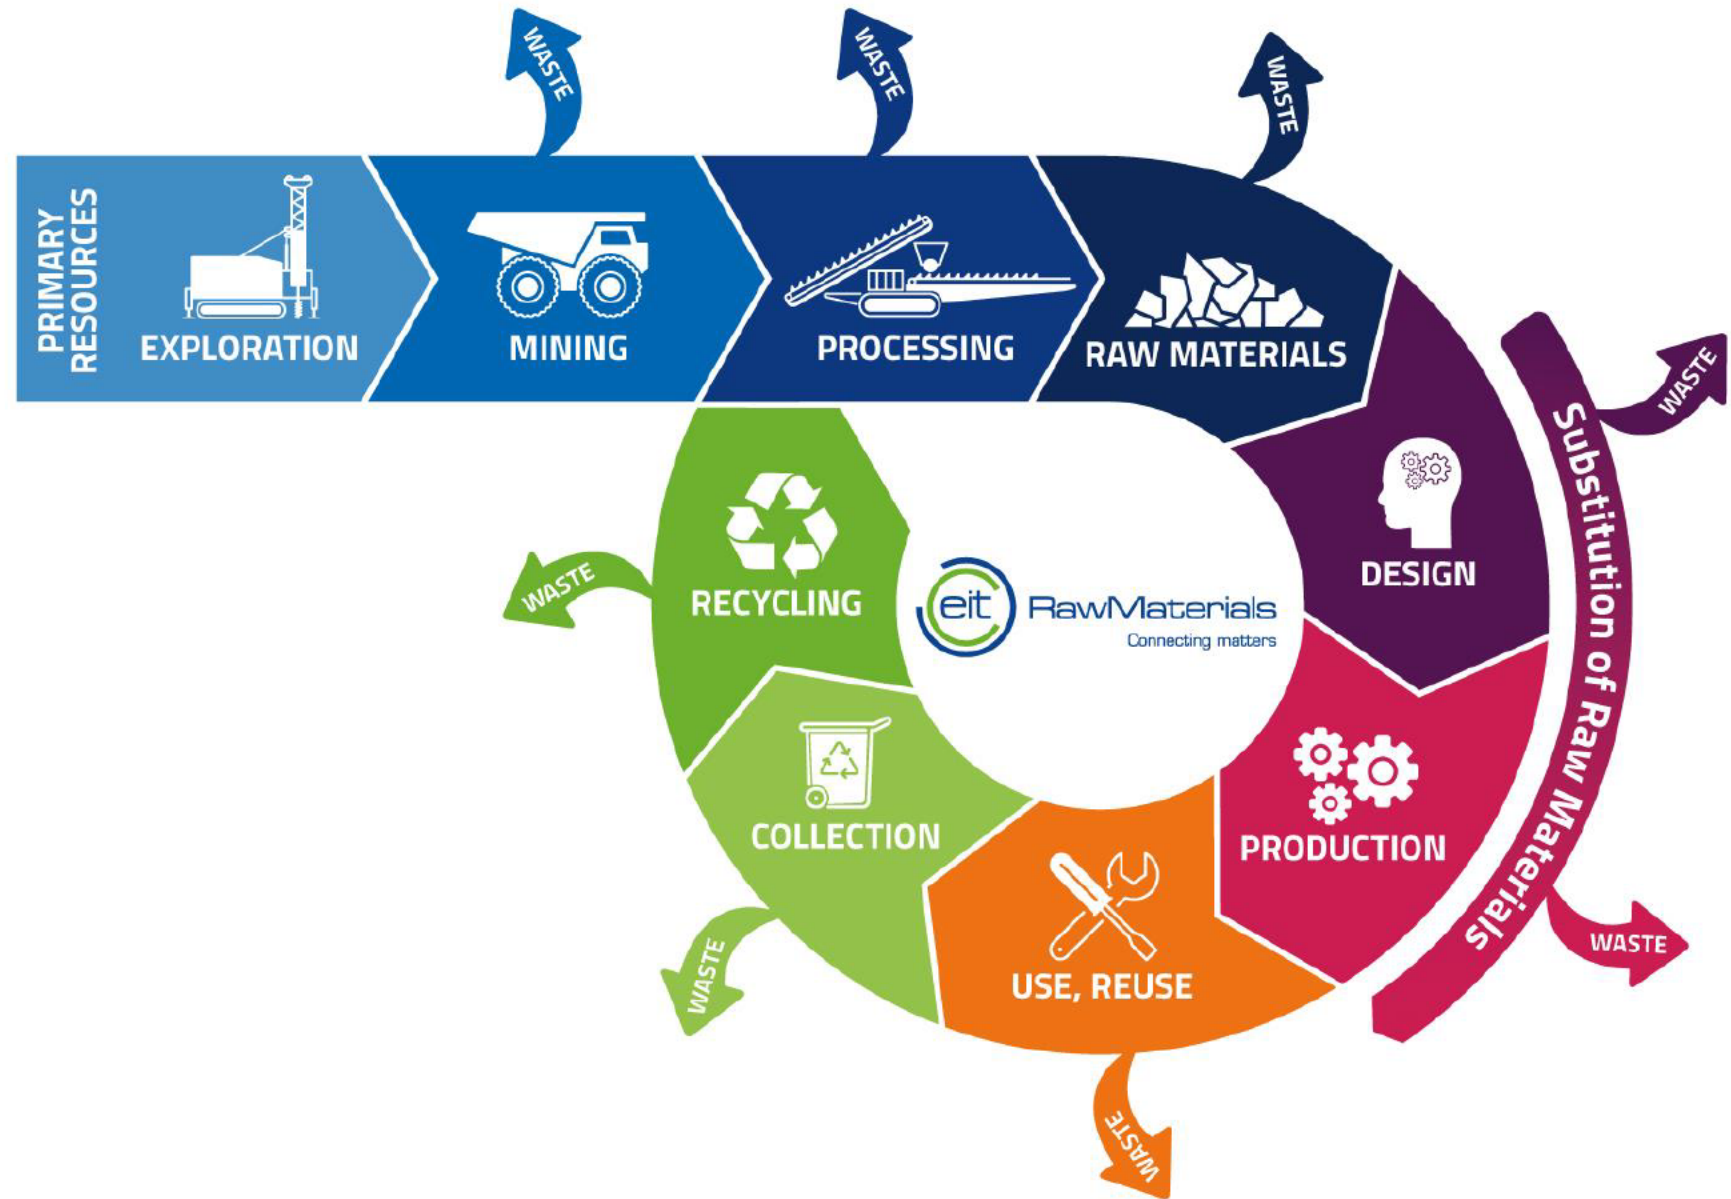 WASTE
WASTE
WASTE
PRIMARY
RESOURCES
EXPLORATION
MINING
PROCESSING
RAW MATERIALS
WASTE
Substitution of Raw Materials
DESIGN
RECYCLING
WASTE
eit RawMaterials
Connecting matters
COLLECTION
PRODUCTION
WASTE
WASTE
USE, REUSE
WASTE